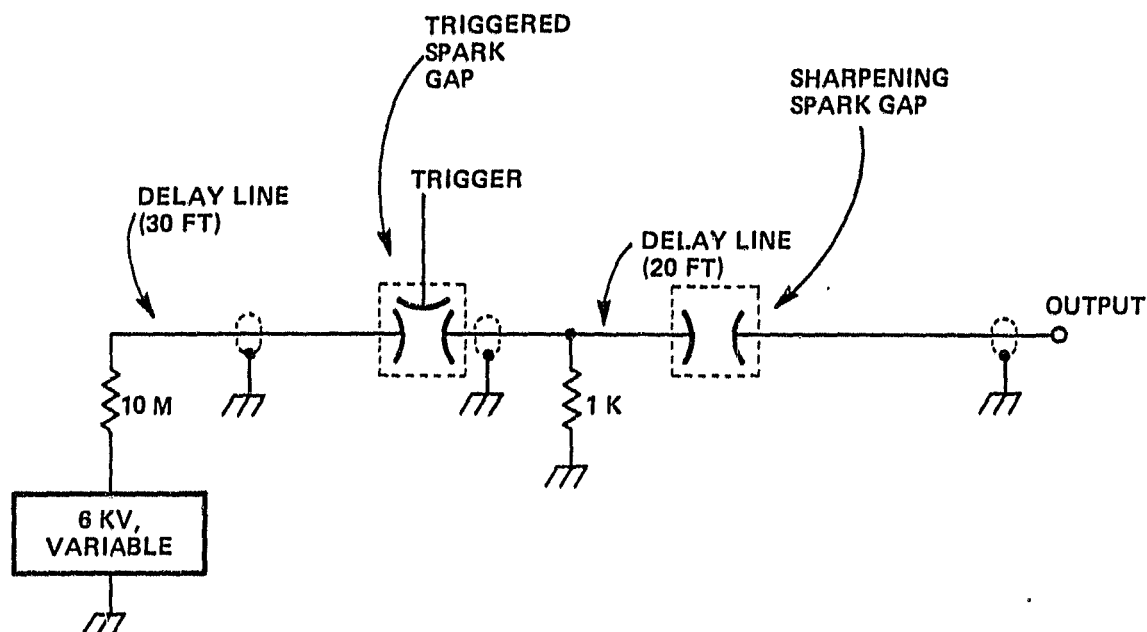 TRIGGERED
SPARK
GAP
SHARPENING
SPARK GAP
TRIGGER
DELAY LINE
(30 FT)
DELAY LINE
(20 FT)
OUTPUT
10 M
1 K
6 KV,
VARIABLE